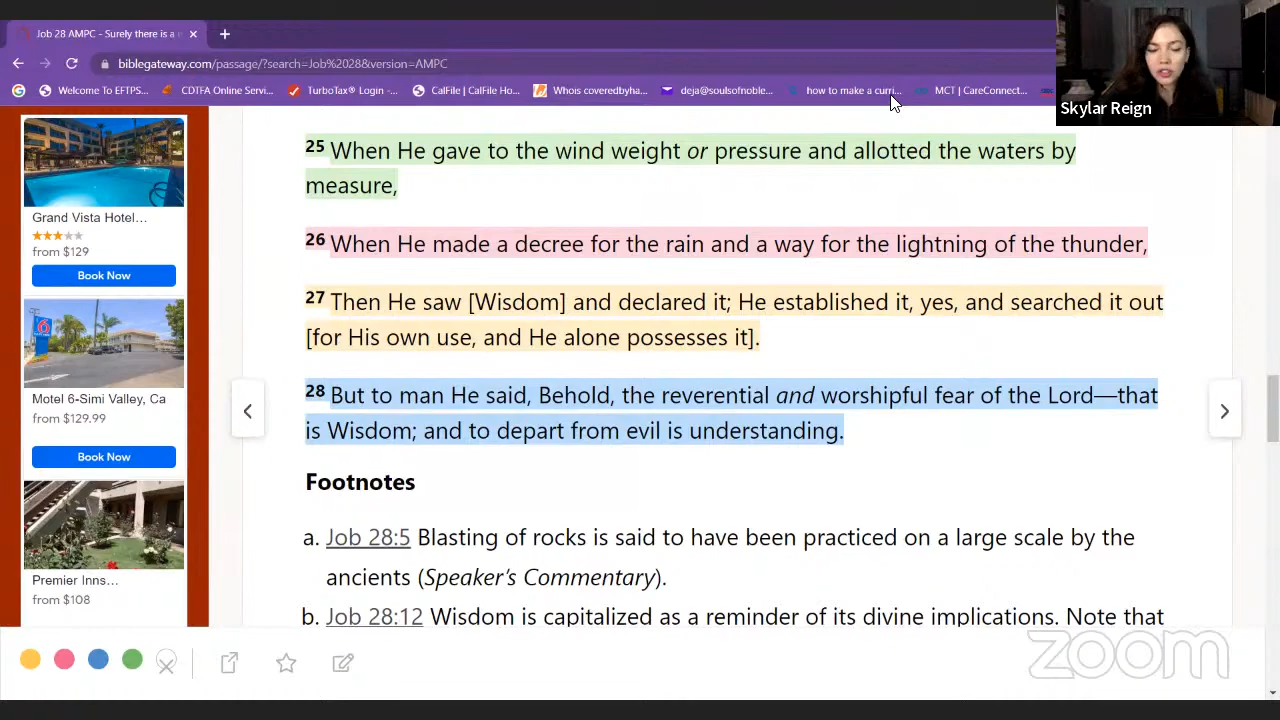 Job 28 AMPC - Surely there is a
biblegateway.com/passage/?search=Job%2028&version=AMPC
Welcome To EFTPS... CDTFA Online Servi... TurboTax® Login -... CalFile | CalFile Ho... Whois coveredbyha... deja@soulsofnoble... how to make a curri... MCT | CareConnect...
Skylar Reign
Grand Vista Hotel...
from $129
Book Now
Motel 6-Simi Valley, Ca
from $129.99
Book Now
Premier Inns...
from $108
25 When He gave to the wind weight or pressure and allotted the waters by
measure,
26 When He made a decree for the rain and a way for the lightning of the thunder,
27 Then He saw [Wisdom] and declared it; He established it, yes, and searched it out
[for His own use, and He alone possesses it].
28 But to man He said, Behold, the reverential and worshipful fear of the Lord—that
is Wisdom; and to depart from evil is understanding.
Footnotes
a. Job 28:5 Blasting of rocks is said to have been practiced on a large scale by the
ancients (Speaker's Commentary).
b. Job 28:12 Wisdom is capitalized as a reminder of its divine implications. Note that
zoom